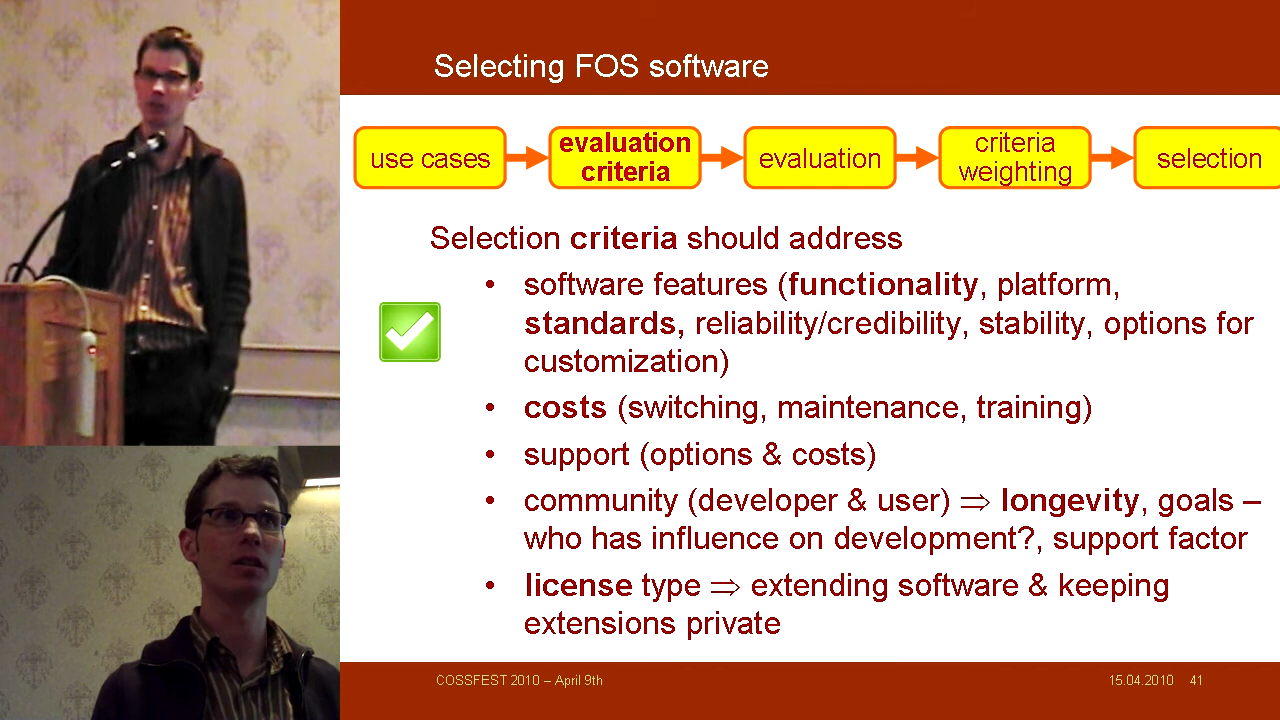 Selecting FOS software
use cases
evaluation
criteria
evaluation
criteria
weighting
selection
Selection criteria should address
• software features (functionality, platform,
standards, reliability/credibility, stability, options for
customization)
• costs (switching, maintenance, training)
• support (options & costs)
• community (developer & user) ⇒ longevity, goals –
who has influence on development?, support factor
• license type ⇒ extending software & keeping
extensions private
COSSFEST 2010 – April 9th
15.04.2010 41